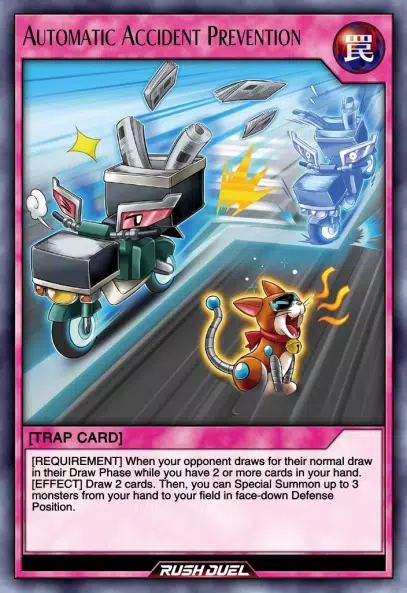 AUTOMATIC ACCIDENT PREVENTION
罠
[TRAP CARD]
[REQUIREMENT] When your opponent draws for their normal draw
in their Draw Phase while you have 2 or more cards in your hand.
[EFFECT] Draw 2 cards. Then, you can Special Summon up to 3
monsters from your hand to your field in face-down Defense
Position.
RUSH DUEL